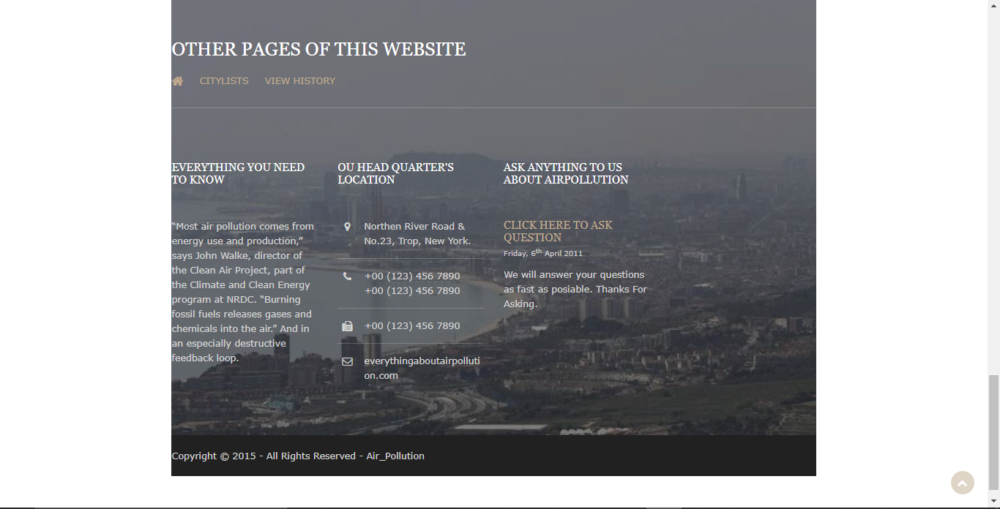 OTHER PAGES OF THIS WEBSITE
CITYLISTS VIEW HISTORY
EVERYTHING YOU NEED
TO KNOW
“Most air pollution comes from
energy use and production,”
says John Walke, director of
the Clean Air Project, part of
the Climate and Clean Energy
program at NRDC. “Burning
fossil fuels releases gases and
chemicals into the air.” And in
an especially destructive
feedback loop.
OU HEAD QUARTER'S
LOCATION
Northen River Road &
No.23, Trop, New York.
+00 (123) 456 7890
+00 (123) 456 7890
+00 (123) 456 7890
everythingaboutairpolluti
on.com
ASK ANYTHING TO US
ABOUT AIRPOLLUTION
CLICK HERE TO ASK
QUESTION
Friday, 6th April 2011
We will answer your questions
as fast as posiable. Thanks For
Asking.
Copyright © 2015 - All Rights Reserved - Air_Pollution